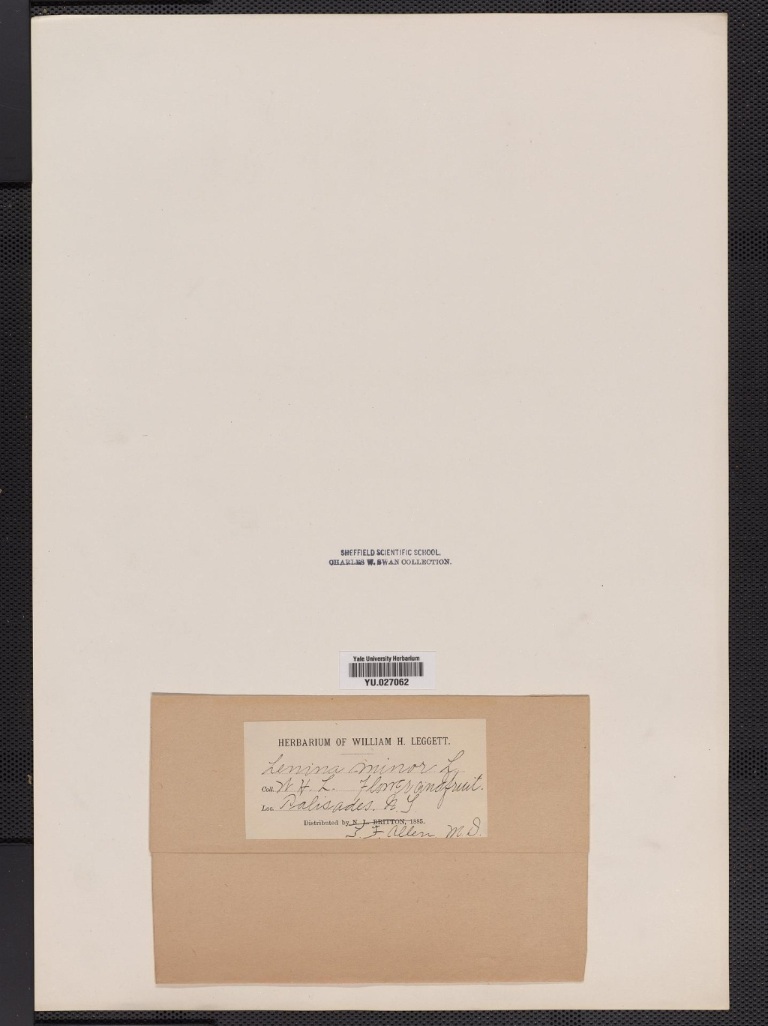 SHEFFIELD SCIENTIFIC SCHOOL.
CHARLES W. SWAN COLLECTION.
Yale University Herbarium
YU.027062
HERBARIUM OF WILLIAM H. LEGGETT.
Lemna minor L.
Coll. W. H. L. Flowr and fruit.
Loc. Palisades. N J
Distributed by N. L. BRITTON, 1885.
T. F. Allen M.D.